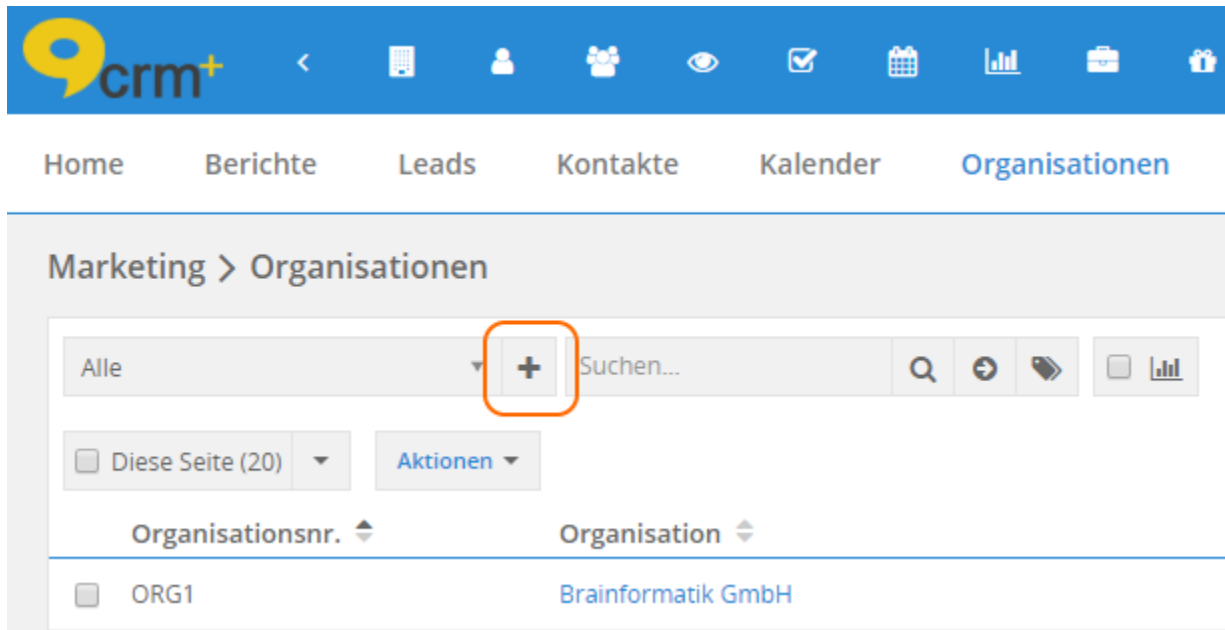 crm+
Home Berichte Leads Kontakte Kalender Organisationen
Marketing > Organisationen
Alle + Suchen...
Diese Seite (20) Aktionen
Organisationsnr. Organisation
ORG1 Brainformatik GmbH